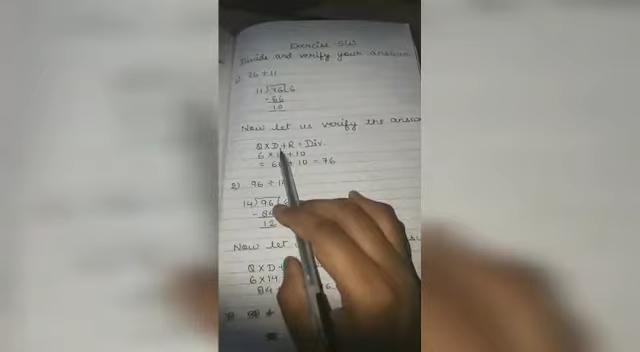 Exercise-5W
Divide and verify your answer
1) 76 ÷ 11
11) 76 ( 6
- 66
10
Now let us verify the answer
Q × D + R = Div.
6 × 11 + 10
= 66 + 10 = 76
2) 96 ÷ 14
14) 96 ( 6
- 84
12
Now let
Q × D +
6 × 14
84